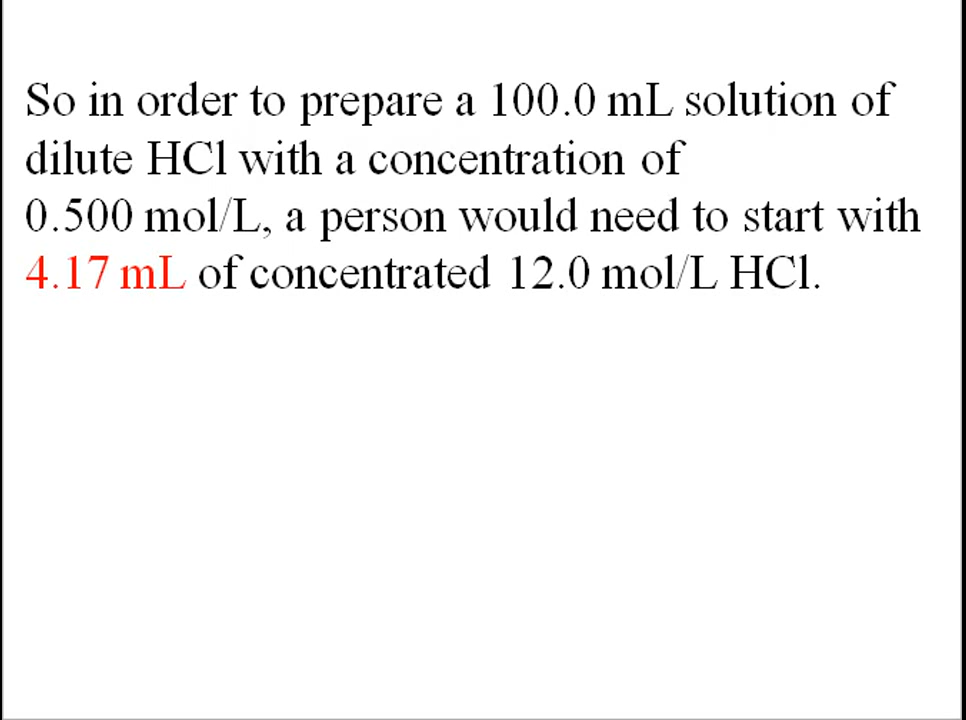 So in order to prepare a 100.0 mL solution of
dilute HCl with a concentration of
0.500 mol/L, a person would need to start with
4.17 mL of concentrated 12.0 mol/L HCl.